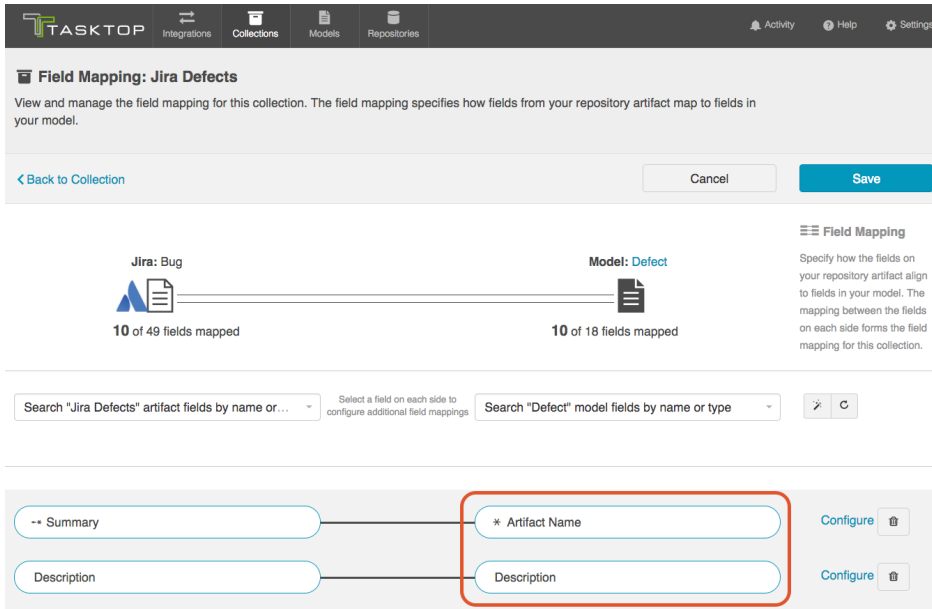 TASKTOP
Integrations
Collections
Models
Repositories
Activity
Help
Settings
Field Mapping: Jira Defects
View and manage the field mapping for this collection. The field mapping specifies how fields from your repository artifact map to fields in
your model.
Back to Collection
Cancel
Save
Field Mapping
Specify how the fields on
your repository artifact align
to fields in your model. The
mapping between the fields
on each side forms the field
mapping for this collection.
Jira: Bug
Model: Defect
10 of 49 fields mapped
10 of 18 fields mapped
Search "Jira Defects" artifact fields by name or...
Select a field on each side to
configure additional field mappings
Search "Defect" model fields by name or type
Summary
* Artifact Name
Configure
Description
Description
Configure